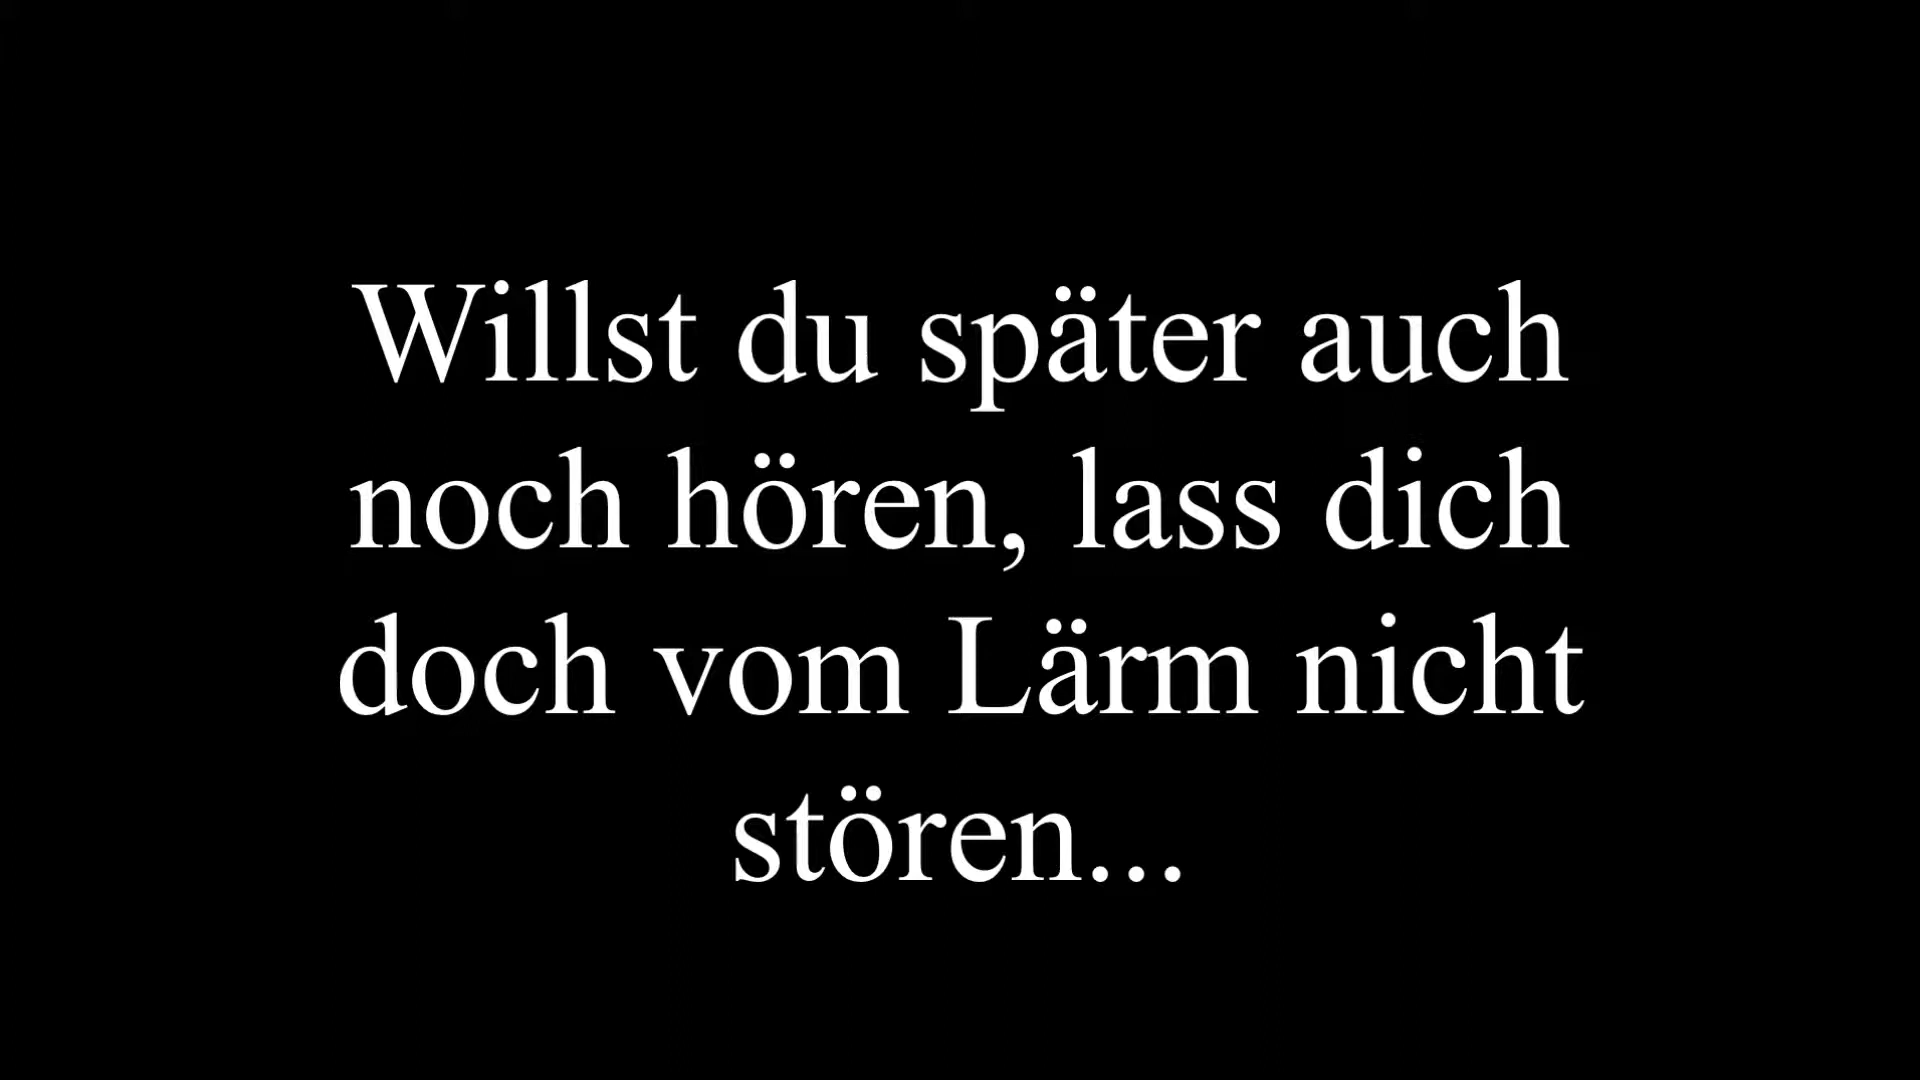 Willst du später auch
noch hören, lass dich
doch vom Lärm nicht
stören...